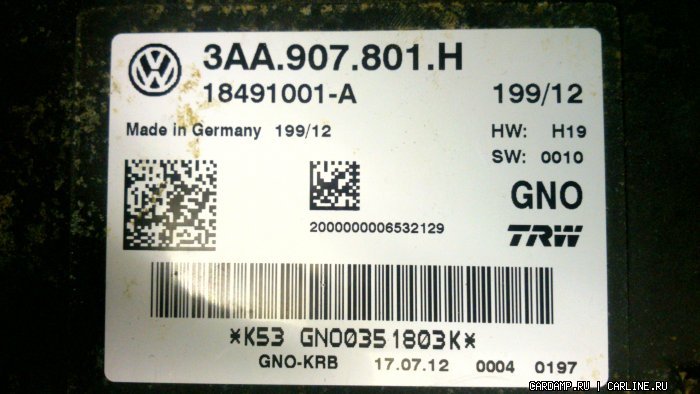 3AA.907.801.H
18491001-A 199/12
Made in Germany 199/12 HW: H19
SW: 0010
GNO
2000000006532129
TRW
*K53 GNO0351803K*
GNO-KRB 17.07.12 0004 0197
GARDAMP.RU | CARLINE.RU